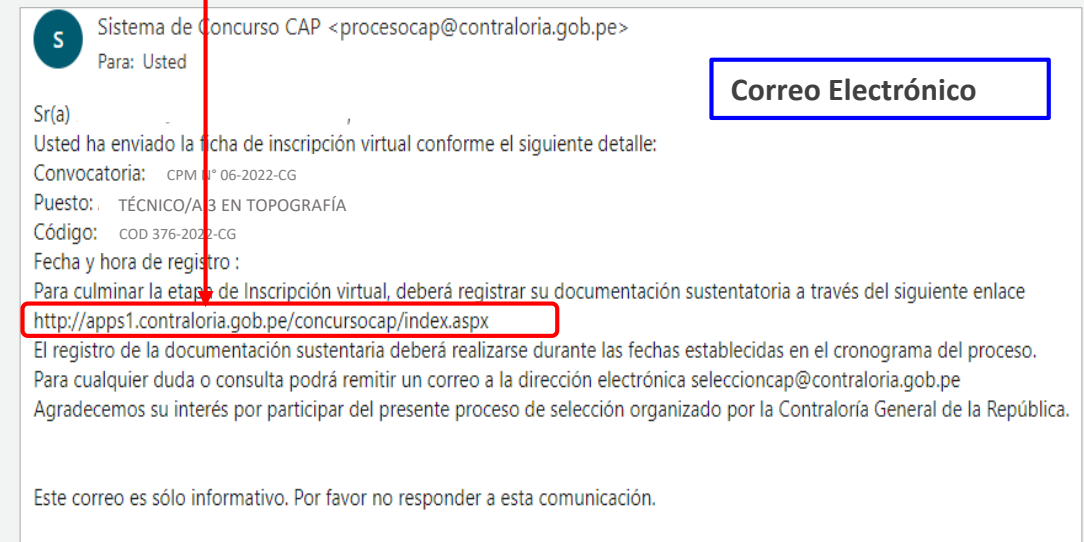 S
Sistema de Concurso CAP <procesocap@contraloria.gob.pe>
Para: Usted
Correo Electrónico
Sr(a)
Usted ha enviado la ficha de inscripción virtual conforme el siguiente detalle:
Convocatoria: CPM N° 06-2022-CG
Puesto: TÉCNICO/A 3 EN TOPOGRAFÍA
Código: COD 376-2022-CG
Fecha y hora de registro :
Para culminar la etapa de Inscripción virtual, deberá registrar su documentación sustentatoria a través del siguiente enlace
http://apps1.contraloria.gob.pe/concursocap/index.aspx
El registro de la documentación sustentaria deberá realizarse durante las fechas establecidas en el cronograma del proceso.
Para cualquier duda o consulta podrá remitir un correo a la dirección electrónica seleccioncap@contraloria.gob.pe
Agradecemos su interés por participar del presente proceso de selección organizado por la Contraloría General de la República.
Este correo es sólo informativo. Por favor no responder a esta comunicación.